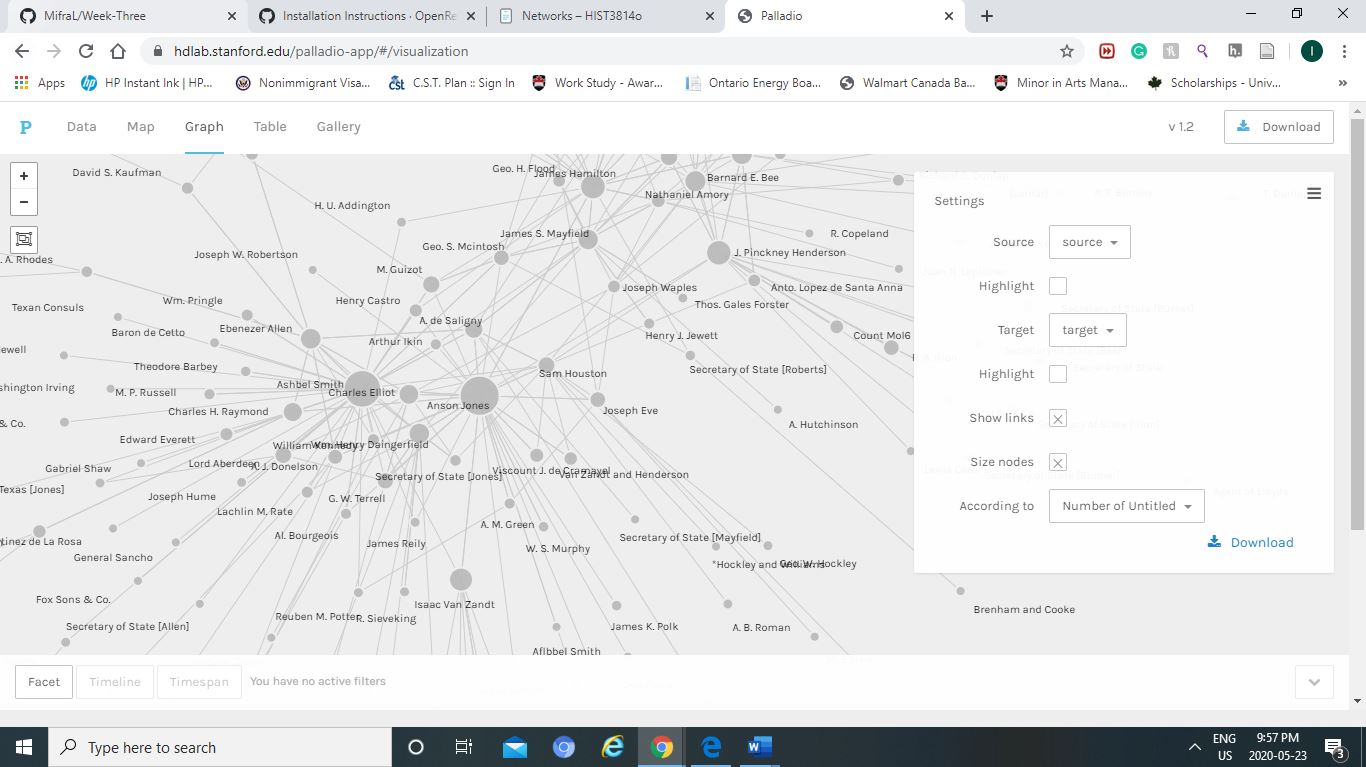 MifraL/Week-Three
Installation Instructions · OpenRe
Networks – HIST3814o
Palladio
hdlab.stanford.edu/palladio-app/#/visualization
Apps
HP Instant Ink | HP...
Nonimmigrant Visa...
C.S.T. Plan :: Sign In
Work Study - Awar...
Ontario Energy Boa...
Walmart Canada Ba...
Minor in Arts Mana...
Scholarships - Univ...
P
Data
Map
Graph
Table
Gallery
v 1.2
Download
David S. Kaufman
Geo. H. Flood
James Hamilton
Barnard E. Bee
Nathaniel Amory
H. U. Addington
James S. Mayfield
R. Copeland
Geo. S. Mcintosh
J. Pinckney Henderson
Joseph W. Robertson
. A. Rhodes
M. Guizot
Joseph Waples
Anto. Lopez de Santa Anna
Texan Consuls
Wm. Pringle
Henry Castro
Thos. Gales Forster
Baron de Cetto
Ebenezer Allen
A. de Saligny
Henry J. Jewett
Count Mol6
ewell
Arthur Ikin
Theodore Barbey
Secretary of State [Roberts]
Sam Houston
shington Irving
M. P. Russell
Ashbel Smith
Charles Elliot
Anson Jones
Charles H. Raymond
Joseph Eve
& Co.
A. Hutchinson
Edward Everett
William Kennedy
Wm. Henry Daingerfield
Gabriel Shaw
Lord Aberdeen
A. J. Donelson
Secretary of State [Jones]
Viscount J. de Cramayel
Van Zandt and Henderson
Texas [Jones]
Joseph Hume
G. W. Terrell
Lachlin M. Rate
A. M. Green
tinez de La Rosa
Al. Bourgeois
James Reily
W. S. Murphy
Secretary of State [Mayfield]
General Sancho
*Hockley and Williams
Geo. W. Hockley
Fox Sons & Co.
Isaac Van Zandt
Brenham and Cooke
Reuben M. Potter
R. Sieveking
Secretary of State [Allen]
James K. Polk
A. B. Roman
Aflbbel Smith
Settings
Source
source
Highlight
Target
target
Highlight
Show links
Size nodes
According to
Number of Untitled
Download
Facet
Timeline
Timespan
You have no active filters
Type here to search
ENG
US
9:57 PM
2020-05-23
3